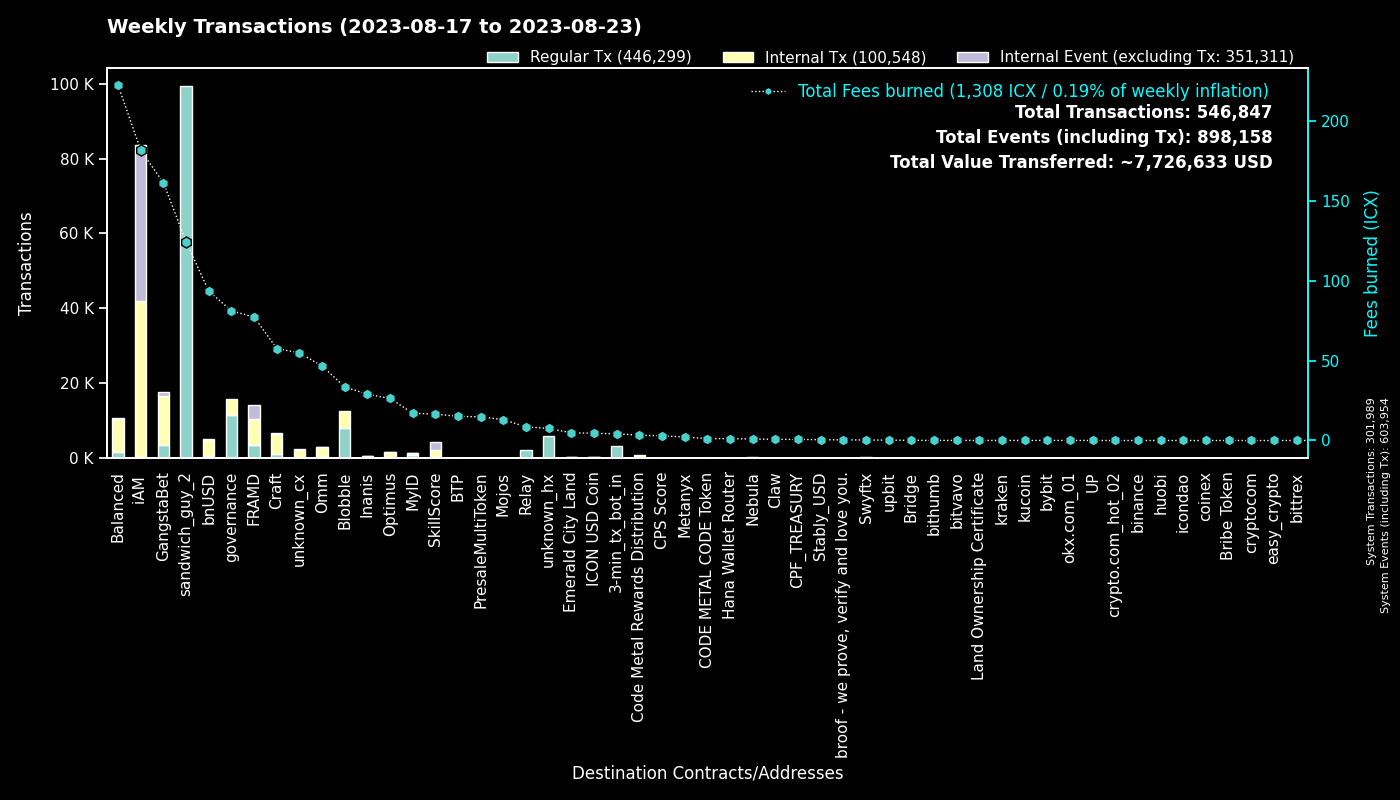 Weekly Transactions (2023-08-17 to 2023-08-23)
Regular Tx (446,299)
Internal Tx (100,548)
Internal Event (excluding Tx: 351,311)
Total Fees burned (1,308 ICX / 0.19% of weekly inflation)
Total Transactions: 546,847
Total Events (including Tx): 898,158
Total Value Transferred: ~7,726,633 USD
Transactions
100 K
80 K
60 K
40 K
20 K
0 K
200
150
100
50
0
Fees burned (ICX)
System Transactions: 301,989
System Events (including Tx): 603,954
Balanced
iAM
GangstaBet
sandwich_guy_2
bnUSD
governance
FRAMD
Craft
unknown_cx
Omm
Blobble
Inanis
Optimus
MyID
SkillScore
BTP
PresaleMultiToken
Mojos
Relay
unknown_hx
Emerald City Land
ICON USD Coin
3-min_tx_bot_in
Code Metal Rewards Distribution
CPS Score
Metanyx
CODE METAL CODE Token
Hana Wallet Router
Nebula
Claw
CPF_TREASURY
Stably_USD
broof - we prove, verify and love you.
Swyftx
upbit
Bridge
bithumb
bitvavo
Land Ownership Certificate
kraken
kucoin
bybit
okx.com_01
UP
crypto.com_hot_02
binance
huobi
icondao
coinex
Bribe Token
cryptocom
easy_crypto
bittrex
Destination Contracts/Addresses